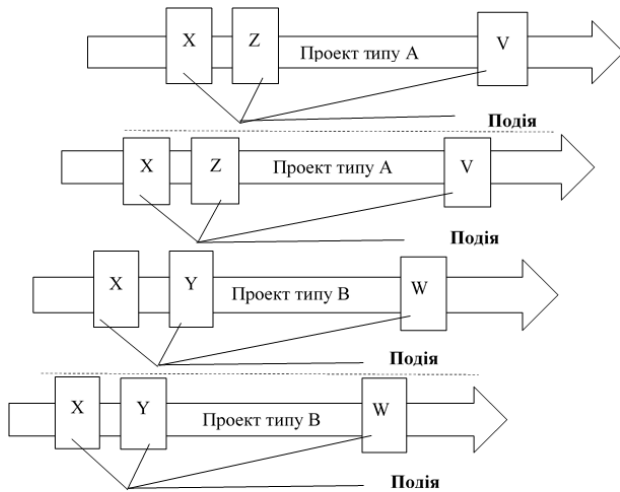 X Z Проект типу А V
Подія
X Z Проект типу А V
Подія
X Y Проект типу В W
Подія
X Y Проект типу В W
Подія